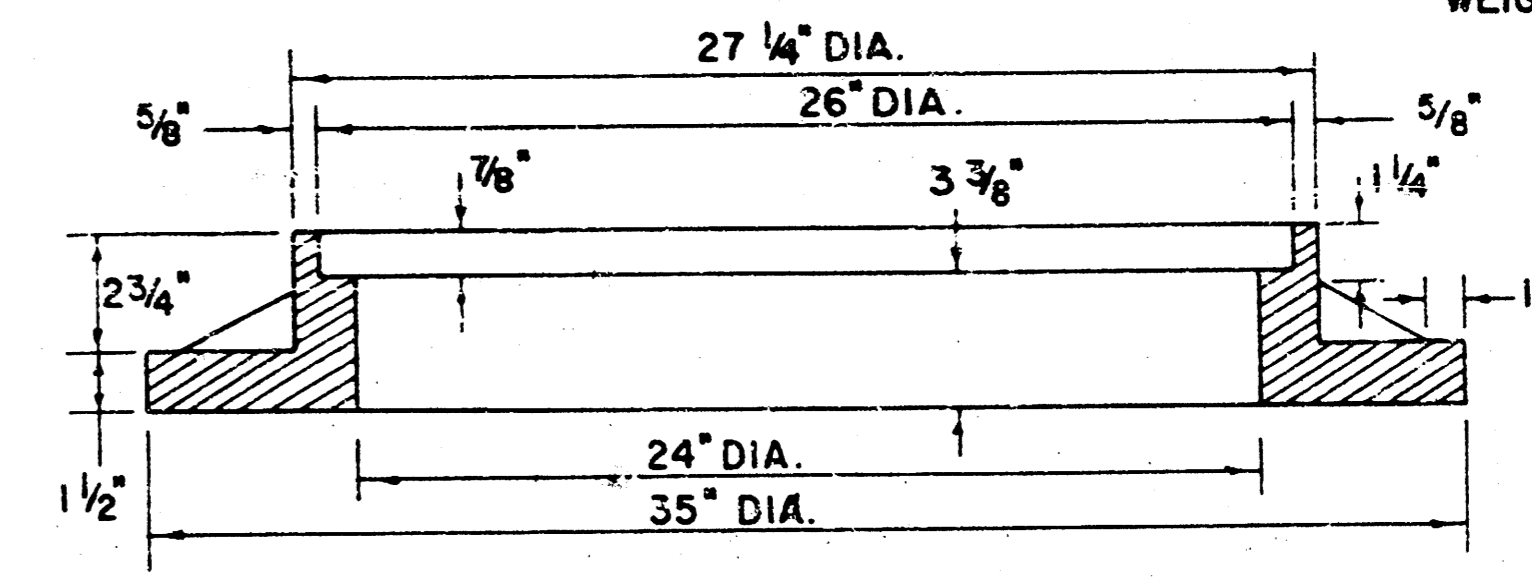 27 1/4" DIA.
26" DIA.
5/8"
5/8"
7/8"
3 3/8"
1 1/4"
2 3/4"
1
24" DIA.
1 1/2"
35" DIA.